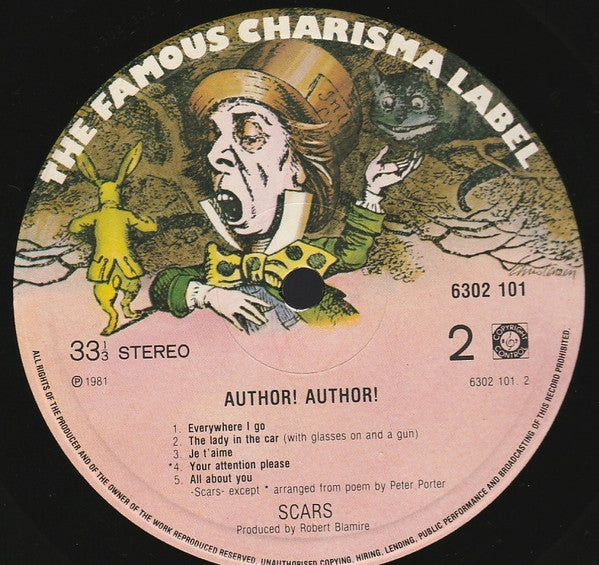 THE FAMOUS CHARISMA LABEL
Christensen
6302 101
33⅓ STEREO
2
COPYRIGHT CONTROL
℗ 1981
6302 101. 2
AUTHOR! AUTHOR!
1. Everywhere I go
2. The lady in the car (with glasses on and a gun)
3. Je t'aime
*4. Your attention please
5. All about you
-Scars- except * arranged from poem by Peter Porter
SCARS
Produced by Robert Blamire
ALL RIGHTS OF THE PRODUCER AND OF THE OWNER OF THE WORK REPRODUCED RESERVED. UNAUTHORISED COPYING, HIRING, LENDING, PUBLIC PERFORMANCE AND BROADCASTING OF THIS RECORD PROHIBITED.